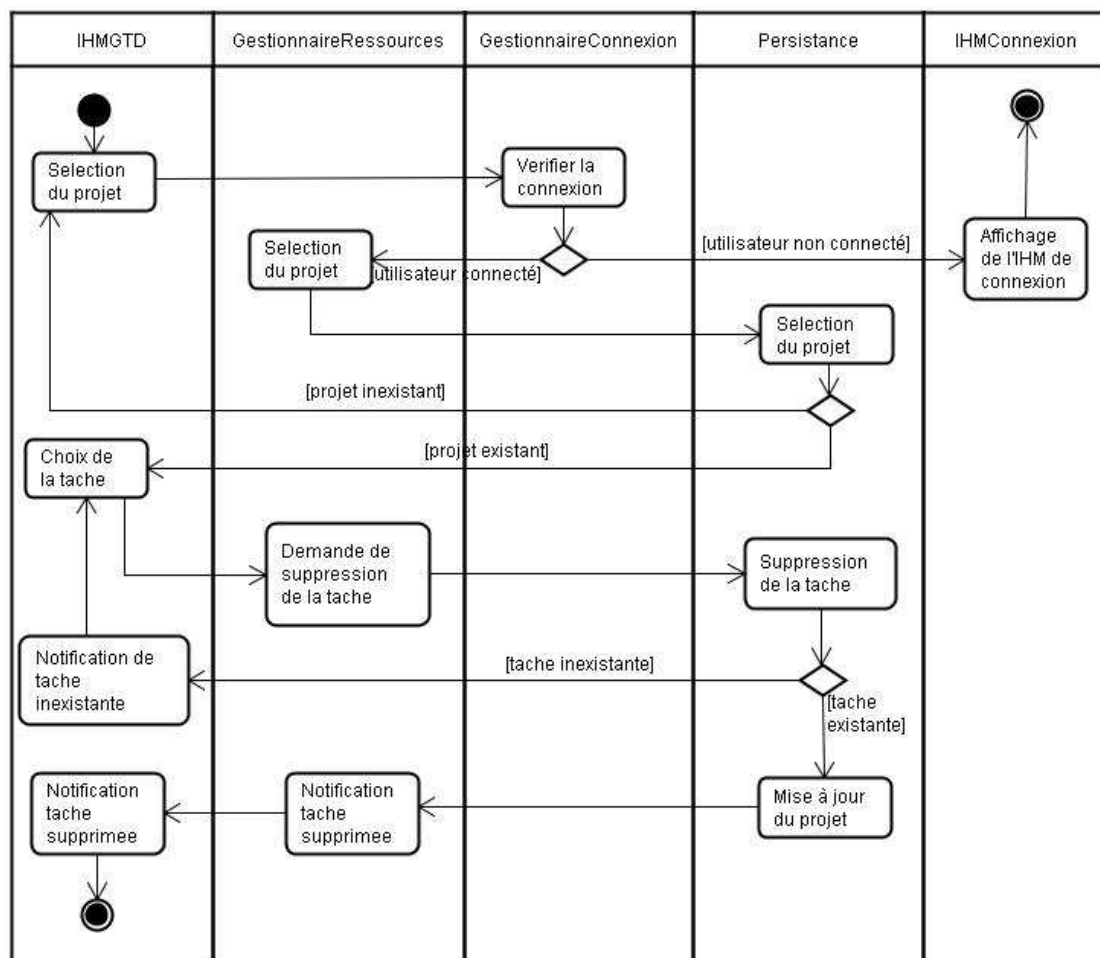 IHMGTD
GestionnaireRessources
GestionnaireConnexion
Persistance
IHMConnexion
Selection
du projet
Verifier la
connexion
Selection
du projet
[utilisateur connecté]
[utilisateur non connecté]
Affichage
de l'IHM de
connexion
Selection
du projet
[projet inexistant]
[projet existant]
Choix de
la tache
Demande de
suppression
de la tache
Suppression
de la tache
[tache inexistante]
Notification de
tache
inexistante
[tache
existante]
Notification
tache
supprimee
Notification
tache
supprimee
Mise à jour
du projet